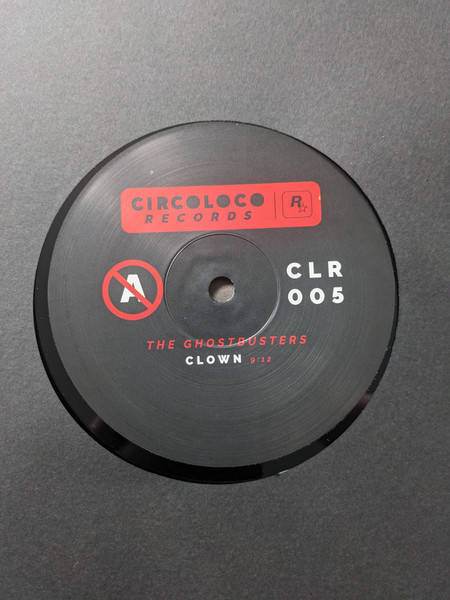 CIRCOLOCO
RECORDS
R
A
CLR
005
THE GHOSTBUSTERS
CLOWN 9'12